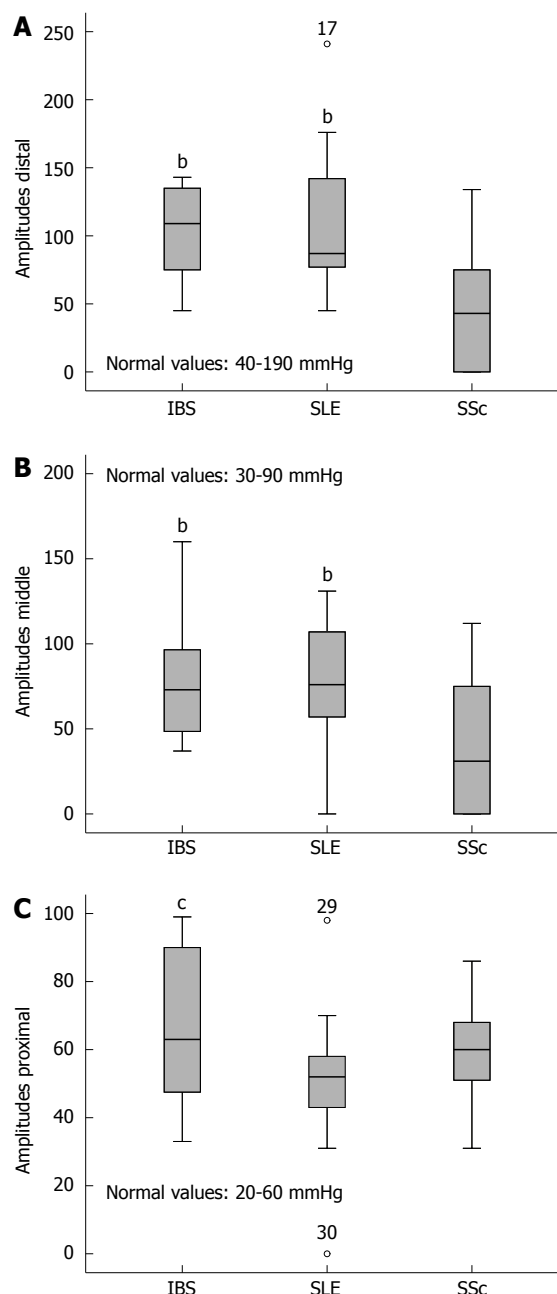 A
250
200
150
100
50
0
Amplitudes distal
b
17
b
Normal values: 40-190 mmHg
IBS SLE SSc
B
200
150
100
50
0
Amplitudes middle
Normal values: 30-90 mmHg
b
b
IBS SLE SSc
C
100
80
60
40
20
0
Amplitudes proximal
c
29
Normal values: 20-60 mmHg
30
IBS SLE SSc